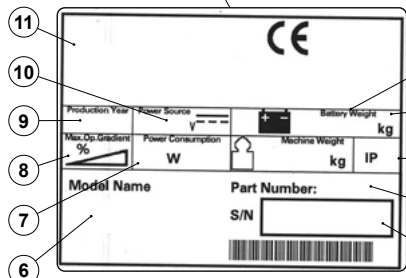 11
CE
10
Production Year Power Source Battery Weight
9 V + - kg
Max.Op.Gradient Power Consumption Machine Weight
8 % W kg IP
Model Name Part Number:
7
S/N
6